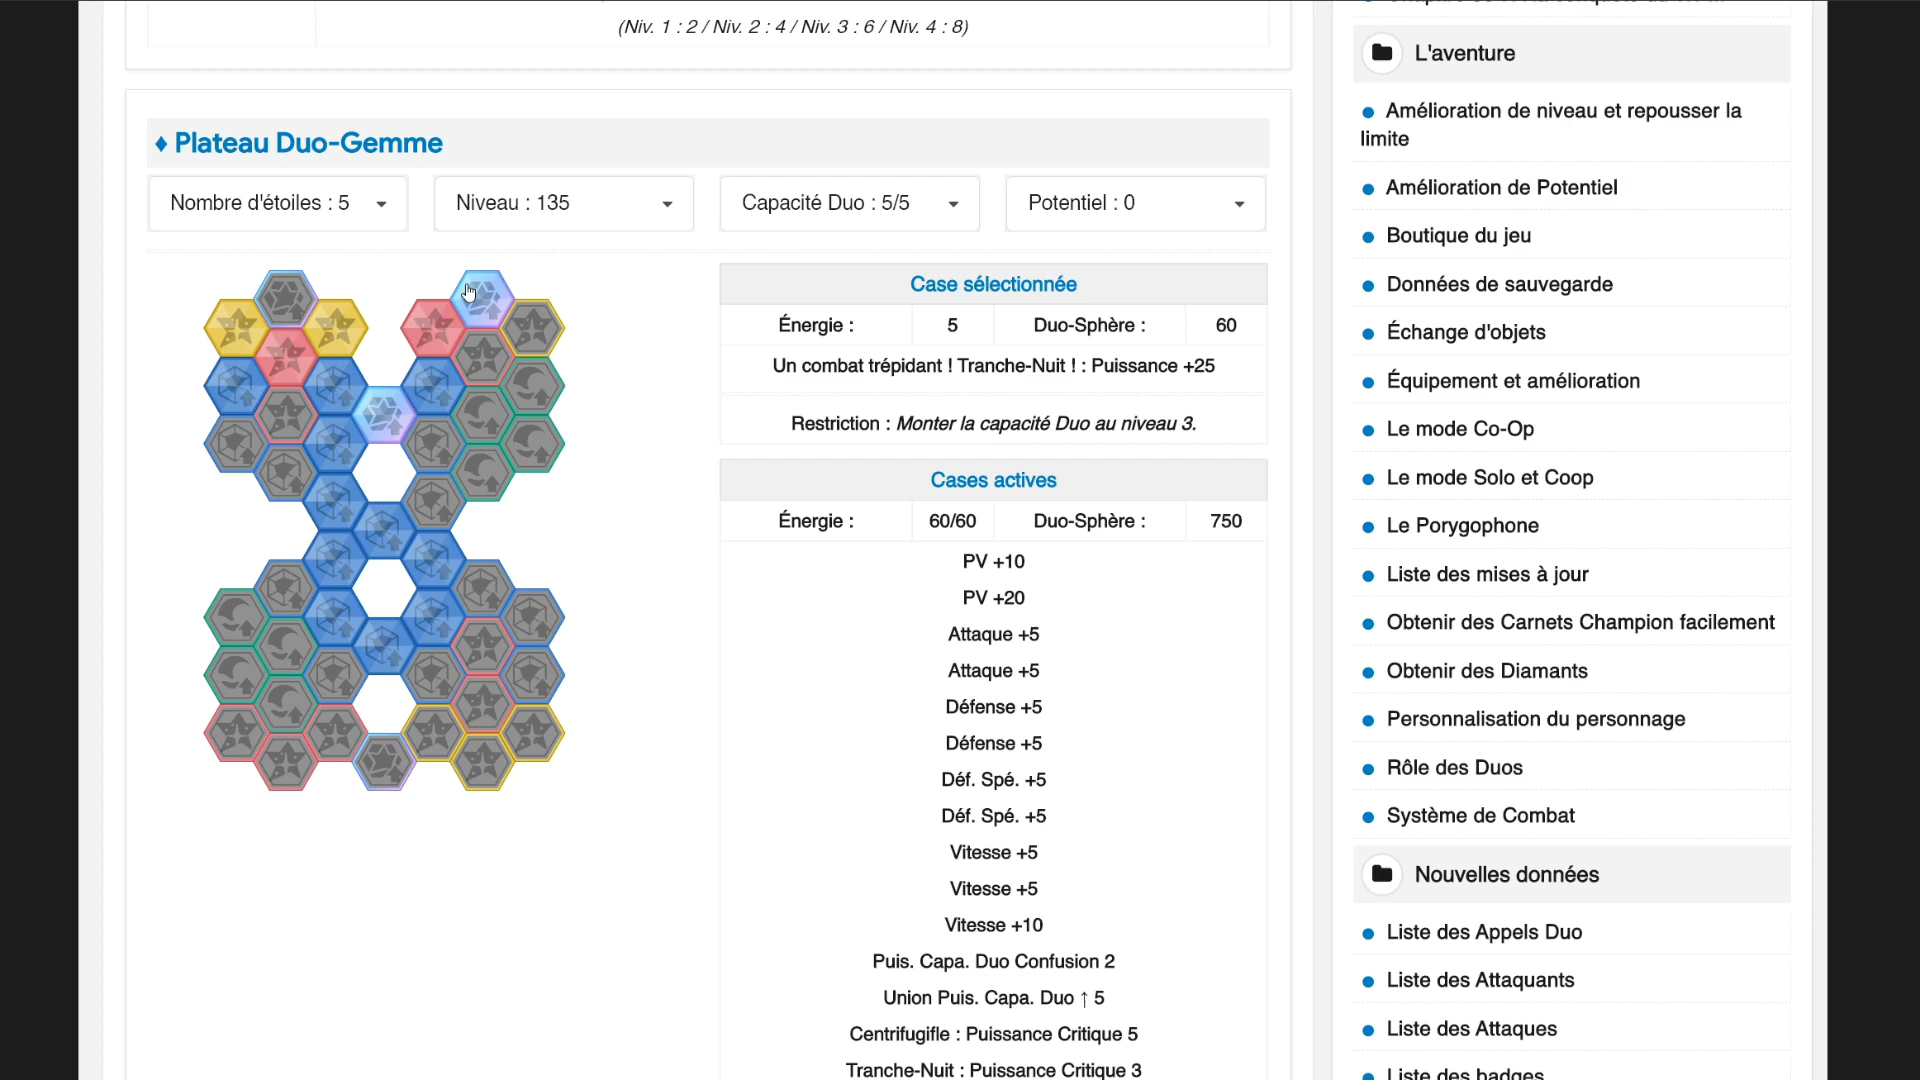 (Niv. 1 : 2 / Niv. 2 : 4 / Niv. 3 : 6 / Niv. 4 : 8)
♦ Plateau Duo-Gemme
Nombre d'étoiles : 5
Niveau : 135
Capacité Duo : 5/5
Potentiel : 0
Case sélectionnée
Énergie : 5 Duo-Sphère : 60
Un combat trépidant ! Tranche-Nuit ! : Puissance +25
Restriction : Monter la capacité Duo au niveau 3.
Cases actives
Énergie : 60/60 Duo-Sphère : 750
PV +10
PV +20
Attaque +5
Attaque +5
Défense +5
Défense +5
Déf. Spé. +5
Déf. Spé. +5
Vitesse +5
Vitesse +5
Vitesse +10
Puis. Capa. Duo Confusion 2
Union Puis. Capa. Duo ↑ 5
Centrifugifle : Puissance Critique 5
Tranche-Nuit : Puissance Critique 3
L'aventure
Amélioration de niveau et repousser la
limite
Amélioration de Potentiel
Boutique du jeu
Données de sauvegarde
Échange d'objets
Équipement et amélioration
Le mode Co-Op
Le mode Solo et Coop
Le Porygophone
Liste des mises à jour
Obtenir des Carnets Champion facilement
Obtenir des Diamants
Personnalisation du personnage
Rôle des Duos
Système de Combat
Nouvelles données
Liste des Appels Duo
Liste des Attaquants
Liste des Attaques
Liste des badges